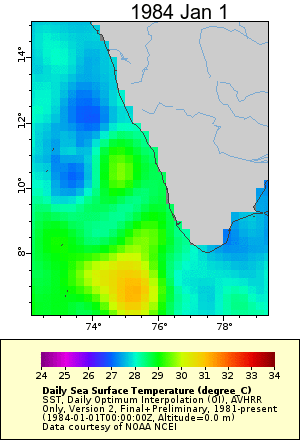 1984 Jan 1
14°
12°
10°
8°
74° 76° 78°
24 25 26 27 28 29 30 31 32 33 34
Daily Sea Surface Temperature (degree_C)
SST, Daily Optimum Interpolation (OI), AVHRR
Only, Version 2, Final+Preliminary, 1981-present
(1984-01-01T00:00:00Z, Altitude=0.0 m)
Data courtesy of NOAA NCEI